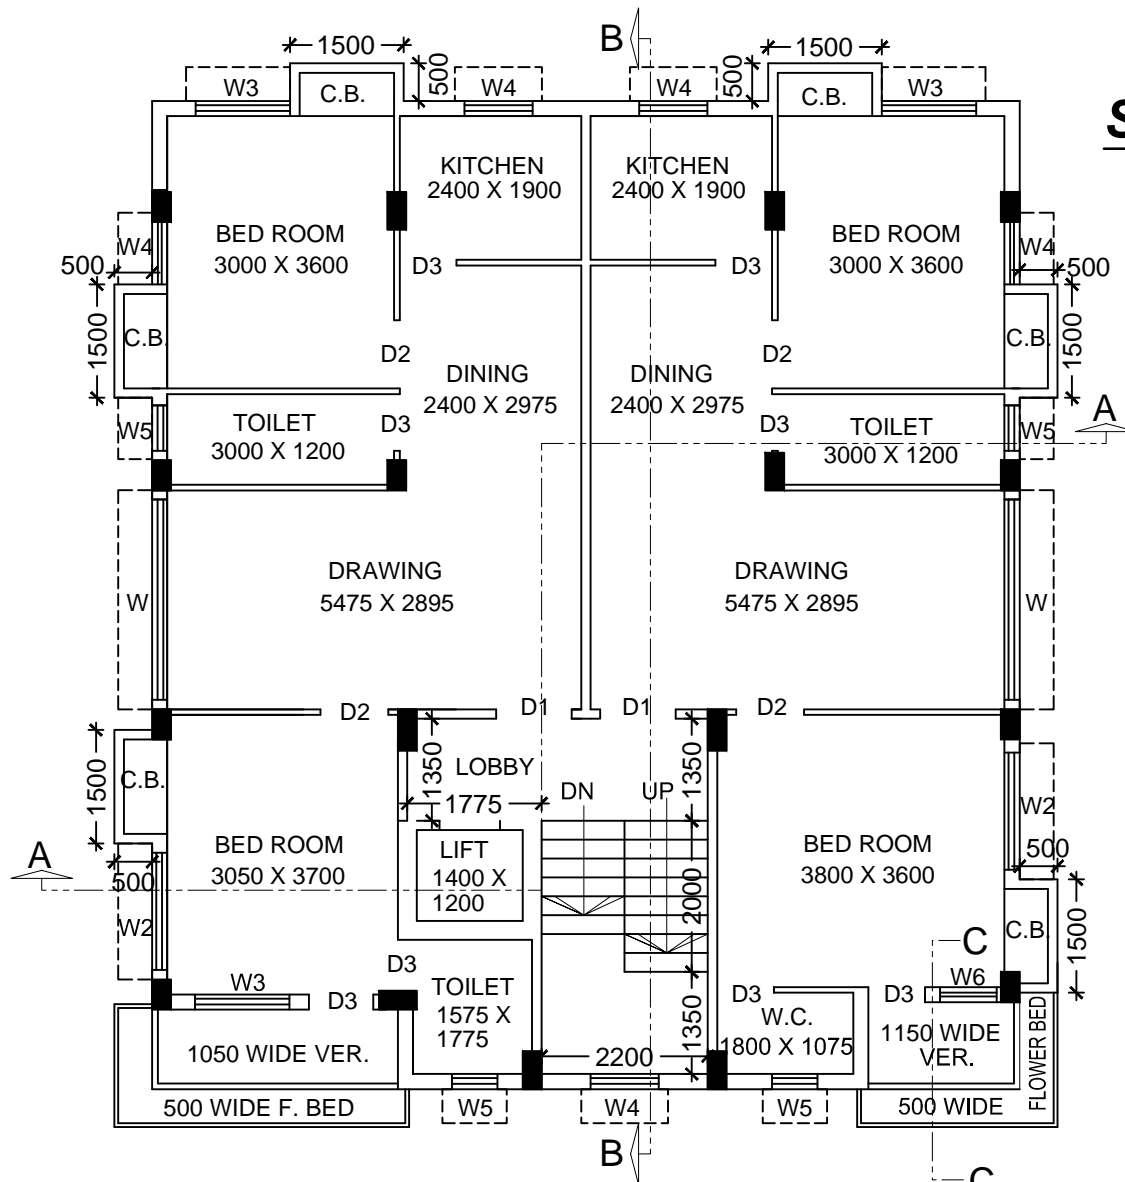 B
1500
1500
500
500
W3
C.B.
W4
W4
C.B.
W3
S
KITCHEN
2400 X 1900
KITCHEN
2400 X 1900
BED ROOM
3000 X 3600
BED ROOM
3000 X 3600
W4
W4
500
D3
D3
500
1500
C.B.
D2
D2
C.B.
1500
DINING
2400 X 2975
DINING
2400 X 2975
A
W5
TOILET
3000 X 1200
D3
D3
TOILET
3000 X 1200
W5
W
DRAWING
5475 X 2895
DRAWING
5475 X 2895
W
D2
D1
D1
D2
1350
1350
LOBBY
1775
DN
UP
1500
C.B.
W2
A
BED ROOM
3050 X 3700
LIFT
1400 X
1200
BED ROOM
3800 X 3600
500
500
2000
W2
C.B.
1500
C
W3
D3
D3
TOILET
1575 X
1775
D3
D3
W6
W.C.
1800 X 1075
1350
1050 WIDE VER.
2200
1150 WIDE
VER.
FLOWER BED
500 WIDE F. BED
W5
W4
W5
500 WIDE
B
C